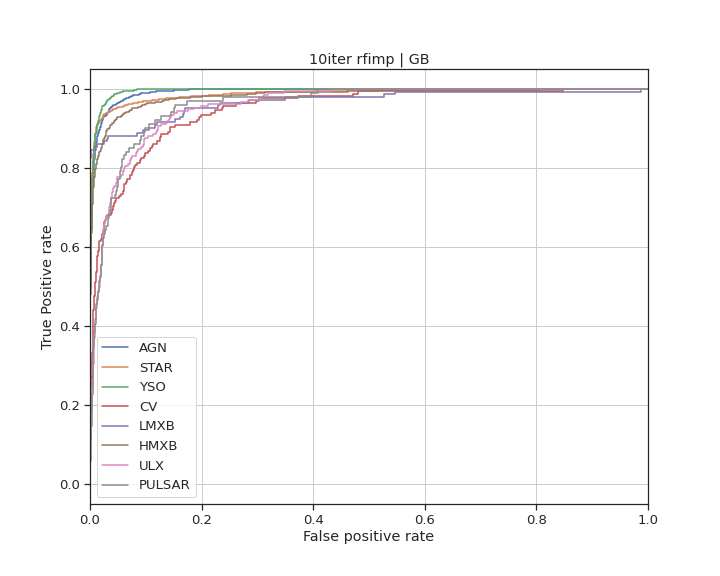 10iter rfimp | GB
True Positive rate
1.0
0.8
0.6
0.4
0.2
0.0
AGN
STAR
YSO
CV
LMXB
HMXB
ULX
PULSAR
0.0 0.2 0.4 0.6 0.8 1.0
False positive rate